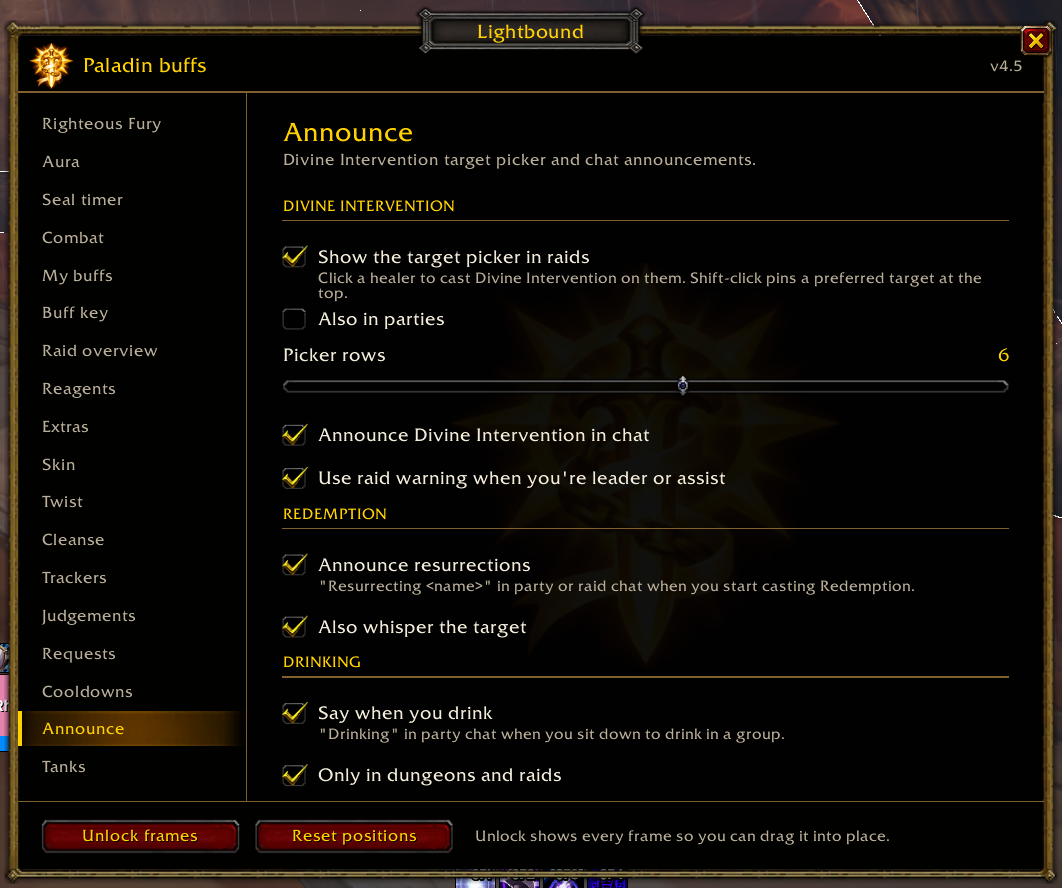 Lightbound
Paladin buffs
v4.5
Righteous Fury
Aura
Seal timer
Combat
My buffs
Buff key
Raid overview
Reagents
Extras
Skin
Twist
Cleanse
Trackers
Judgements
Requests
Cooldowns
Announce
Tanks
Announce
Divine Intervention target picker and chat announcements.
DIVINE INTERVENTION
Show the target picker in raids
Click a healer to cast Divine Intervention on them. Shift-click pins a preferred target at the
top.
Also in parties
Picker rows 6
Announce Divine Intervention in chat
Use raid warning when you're leader or assist
REDEMPTION
Announce resurrections
"Resurrecting <name>" in party or raid chat when you start casting Redemption.
Also whisper the target
DRINKING
Say when you drink
"Drinking" in party chat when you sit down to drink in a group.
Only in dungeons and raids
Unlock frames
Reset positions
Unlock shows every frame so you can drag it into place.